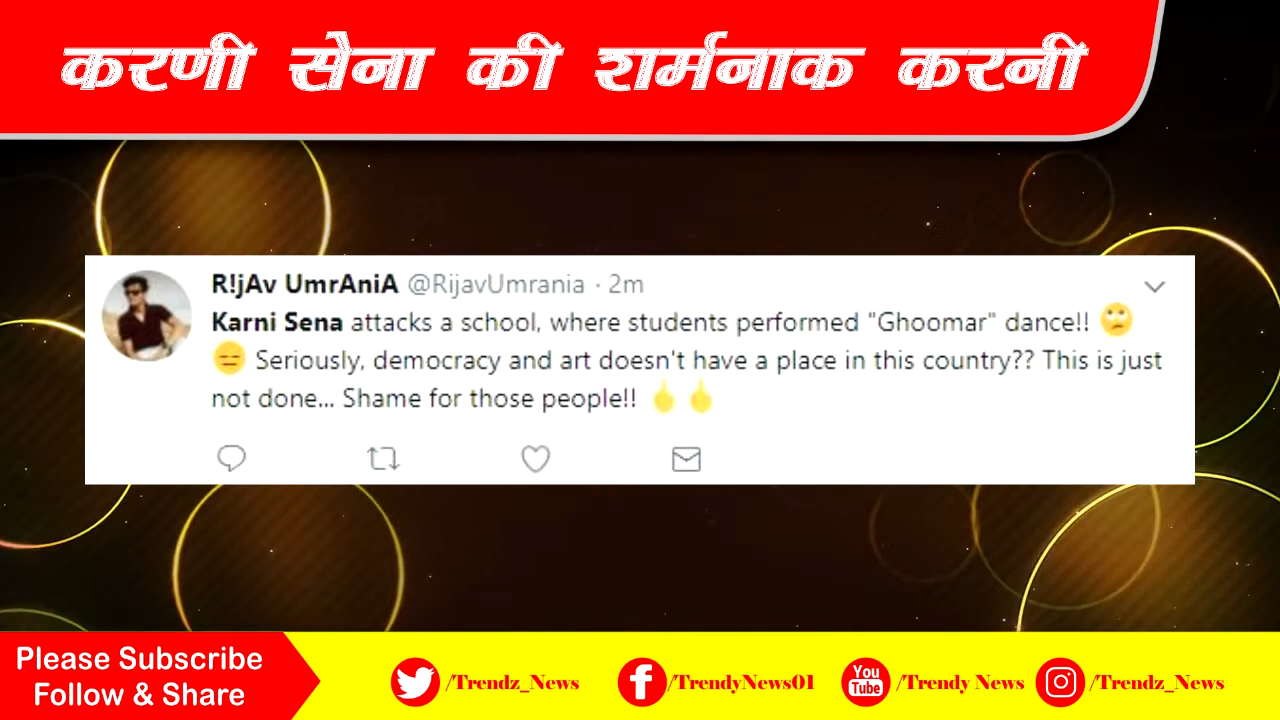 करणी सेना की शर्मनाक करनी
R!jAv UmrAniA @RijavUmrania · 2m
Karni Sena attacks a school, where students performed "Ghoomar" dance!! 🙄
😑 Seriously, democracy and art doesn't have a place in this country?? This is just
not done... Shame for those people!! 🖕 🖕
Please Subscribe
Follow & Share
/Trendz_News
/TrendyNews01
You Tube
/Trendy News
/Trendz_News